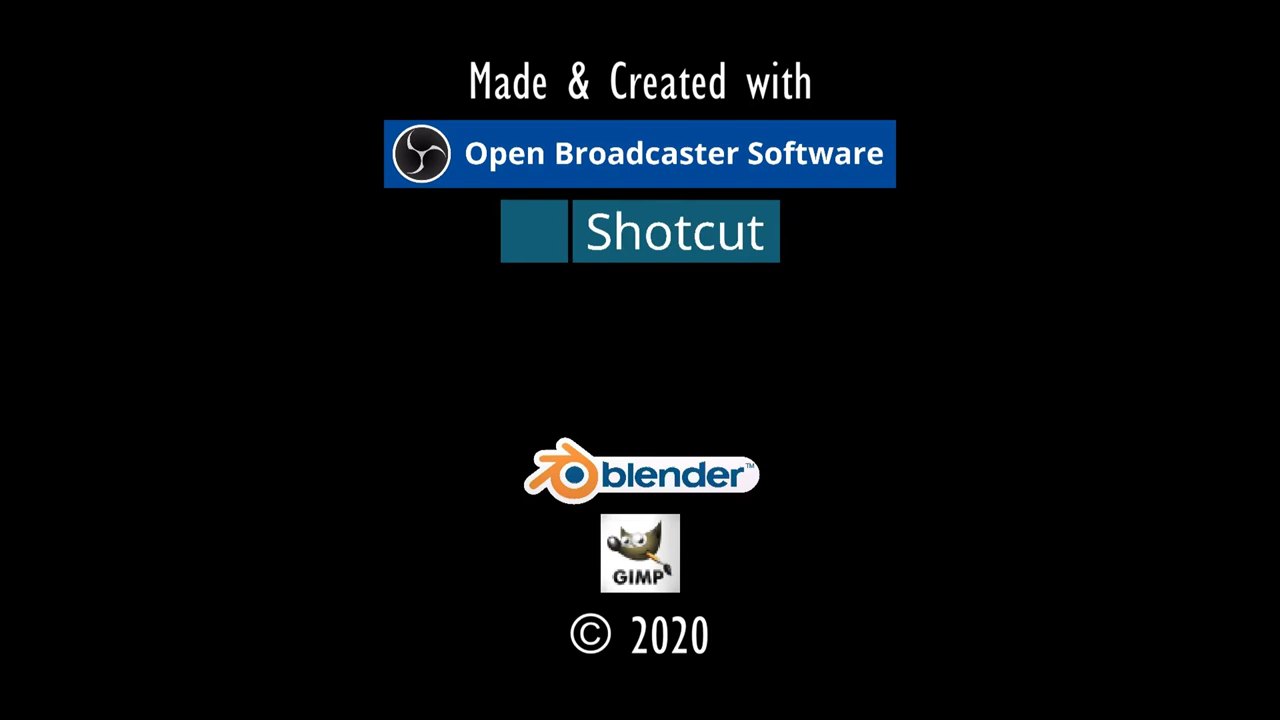 Made & Created with
Open Broadcaster Software
Shotcut
blender™
GIMP
© 2020